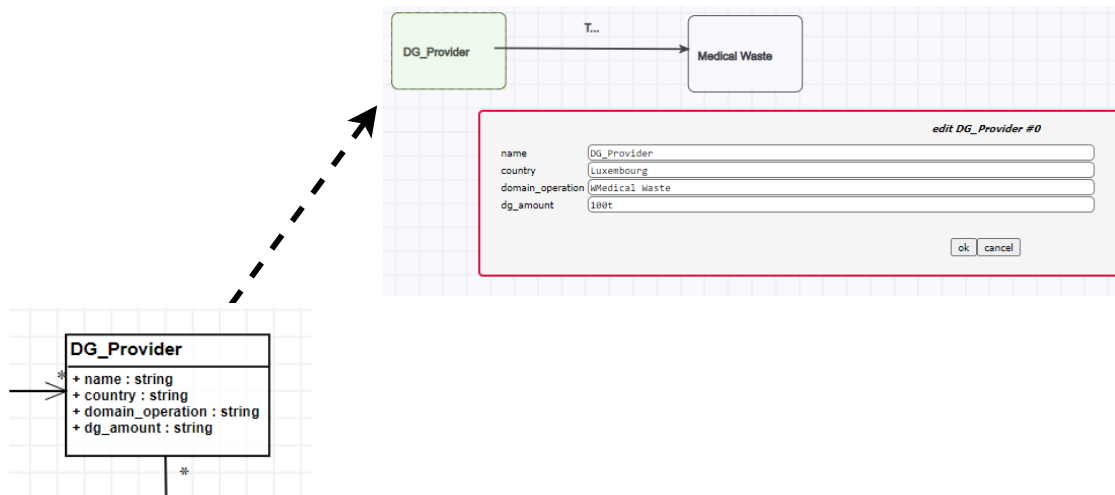 T...
DG_Provider
Medical Waste
edit DG_Provider #0
name DG_Provider
country Luxembourg
domain_operation WMedical Waste
dg_amount 100t
ok cancel
DG_Provider
*
+ name : string
+ country : string
+ domain_operation : string
+ dg_amount : string
*